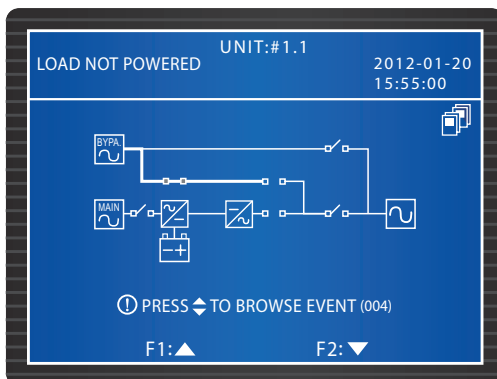 UNIT:#1.1
LOAD NOT POWERED
2012-01-20
15:55:00
BYPA.
MAIN
PRESS TO BROWSE EVENT (004)
F1:
F2: